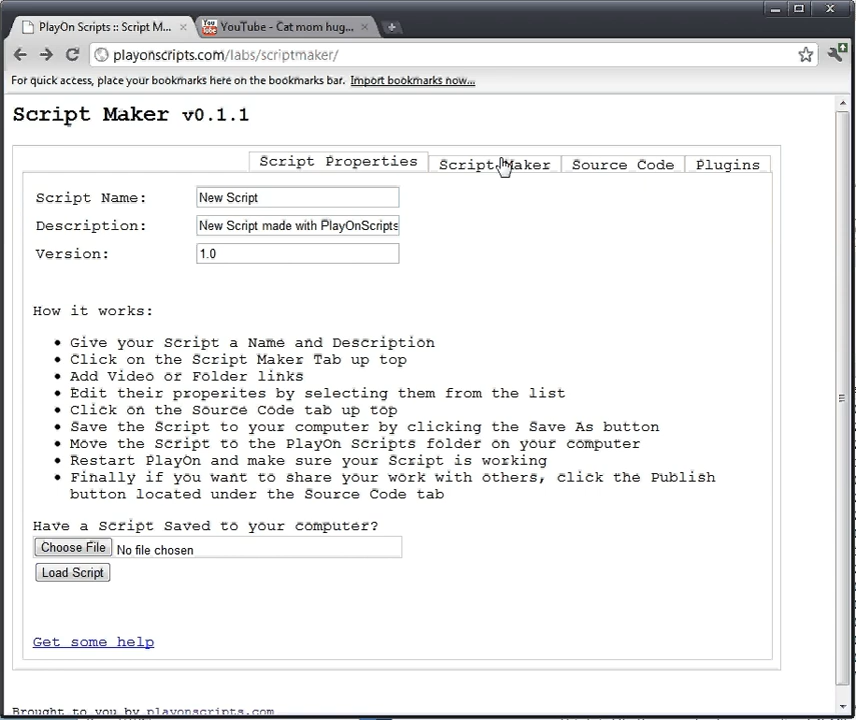 PlayOn Scripts :: Script M...
YouTube - Cat mom hug...
playonscripts.com/labs/scriptmaker/
For quick access, place your bookmarks here on the bookmarks bar. Import bookmarks now...
Script Maker v0.1.1
Script Properties Script Maker Source Code Plugins
Script Name: New Script
Description: New Script made with PlayOnScripts
Version: 1.0
How it works:
• Give your Script a Name and Description
• Click on the Script Maker Tab up top
• Add Video or Folder links
• Edit their properites by selecting them from the list
• Click on the Source Code tab up top
• Save the Script to your computer by clicking the Save As button
• Move the Script to the PlayOn Scripts folder on your computer
• Restart PlayOn and make sure your Script is working
• Finally if you want to share your work with others, click the Publish
button located under the Source Code tab
Have a Script Saved to your computer?
Choose File No file chosen
Load Script
Get some help
Brought to you by playonscripts.com